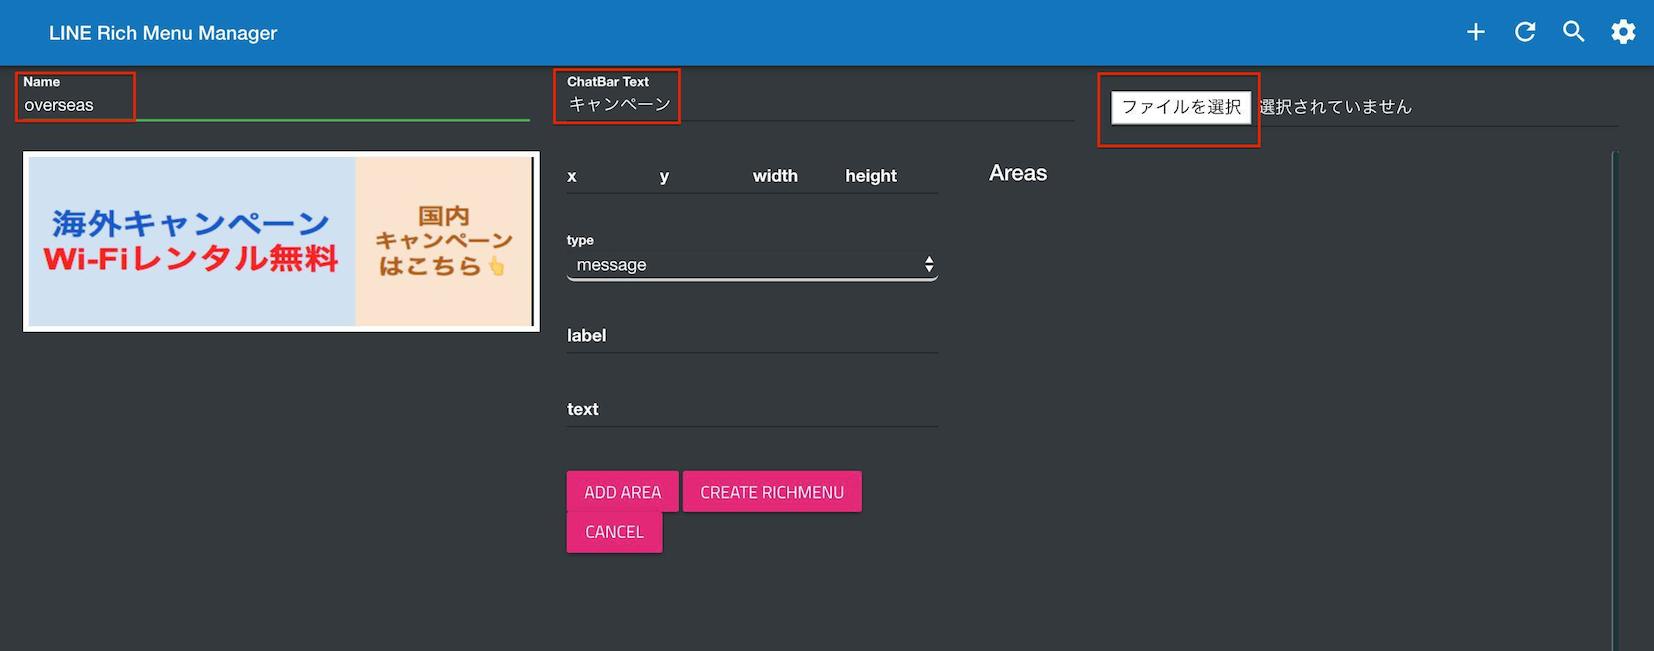 LINE Rich Menu Manager
Name
overseas
ChatBar Text
キャンペーン
ファイルを選択 選択されていません
海外キャンペーン
Wi-Fiレンタル無料
国内
キャンペーン
はこちら👆
x y width height
Areas
type
message
label
text
ADD AREA CREATE RICHMENU
CANCEL